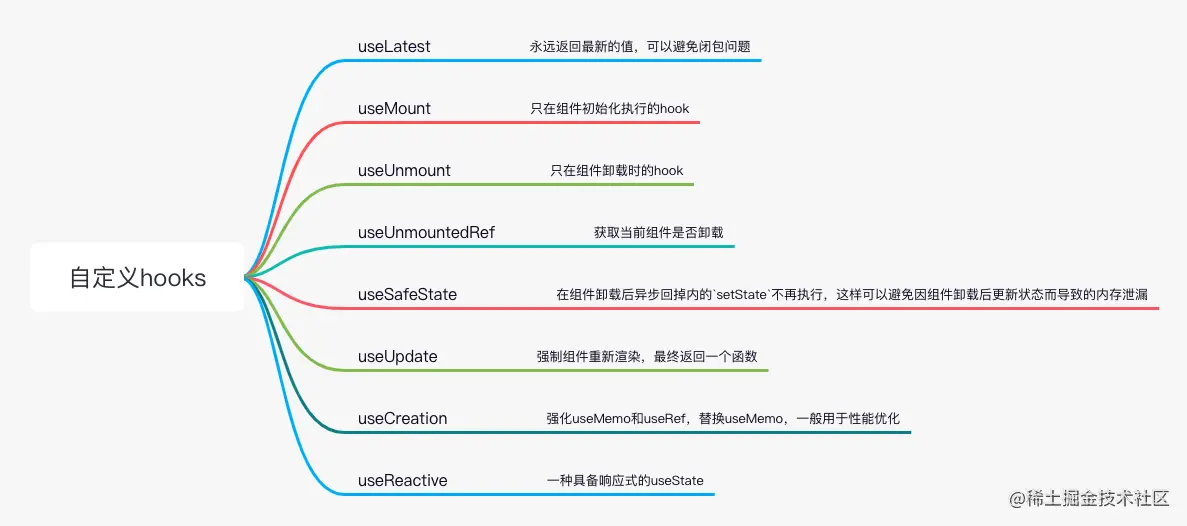 useLatest 永远返回最新的值，可以避免闭包问题
useMount 只在组件初始化执行的hook
useUnmount 只在组件卸载时的hook
useUnmountedRef 获取当前组件是否卸载
自定义hooks
useSafeState 在组件卸载后异步回掉内的`setState`不再执行，这样可以避免因组件卸载后更新状态而导致的内存泄漏
useUpdate 强制组件重新渲染，最终返回一个函数
useCreation 强化useMemo和useRef，替换useMemo，一般用于性能优化
useReactive 一种具备响应式的useState
@稀土掘金技术社区